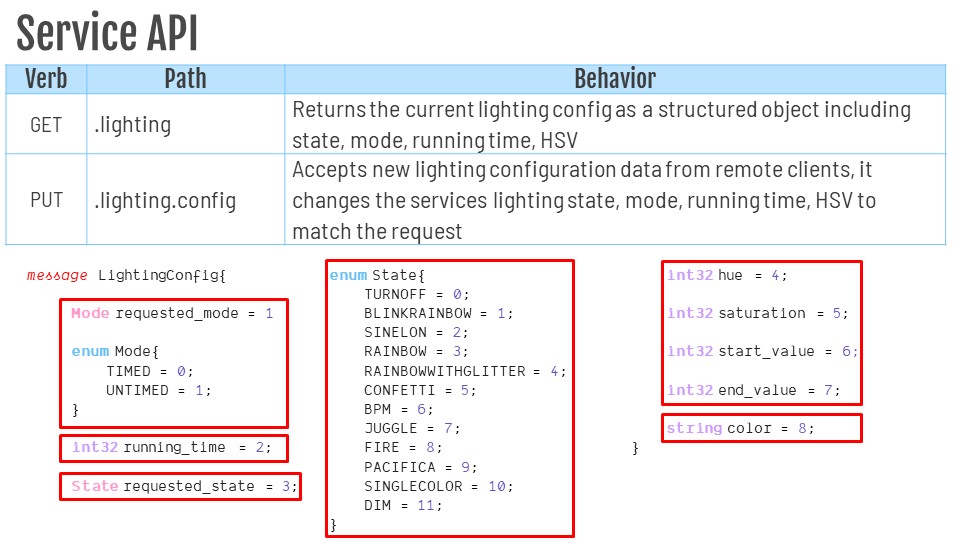 Service API
Verb Path Behavior
GET .lighting Returns the current lighting config as a structured object including
state, mode, running time, HSV
PUT .lighting.config Accepts new lighting configuration data from remote clients, it
changes the services lighting state, mode, running time, HSV to
match the request
message LightingConfig{
Mode requested_mode = 1
enum Mode{
TIMED = 0;
UNTIMED = 1;
}
int32 running_time = 2;
State requested_state = 3;
enum State{
TURNOFF = 0;
BLINKRAINBOW = 1;
SINELON = 2;
RAINBOW = 3;
RAINBOWWITHGLITTER = 4;
CONFETTI = 5;
BPM = 6;
JUGGLE = 7;
FIRE = 8;
PACIFICA = 9;
SINGLECOLOR = 10;
DIM = 11;
}
int32 hue = 4;
int32 saturation = 5;
int32 start_value = 6;
int32 end_value = 7;
string color = 8;
}